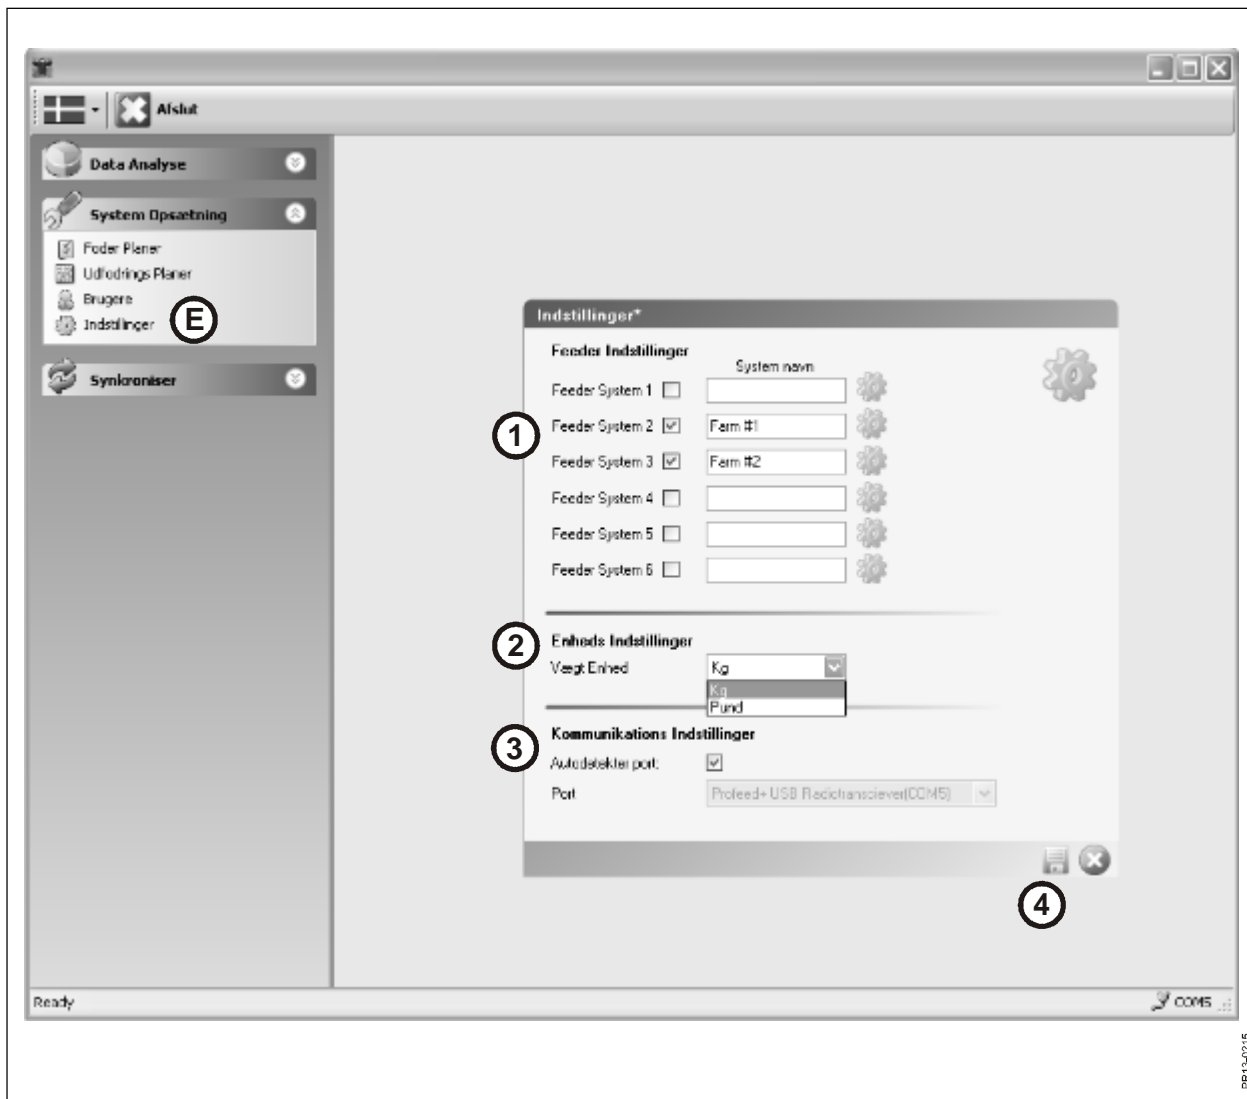 Afslut
Data Analyse
System Opsætning
Foder Planer
Udfodrings Planer
Brugere
Indstillinger
E
Synkroniser
Indstillinger*
Feeder Indstillinger
System navn
Feeder System 1
1
Feeder System 2 Farm #1
Feeder System 3 Farm #2
Feeder System 4
Feeder System 5
Feeder System 6
2
Enheds Indstillinger
Vægt Enhed Kg
Kg
Pund
3
Kommunikations Indstillinger
Autodetekter port:
Port Profeed+ USB Radiotransciever(COM5)
4
Ready
COM5
PR13-0215